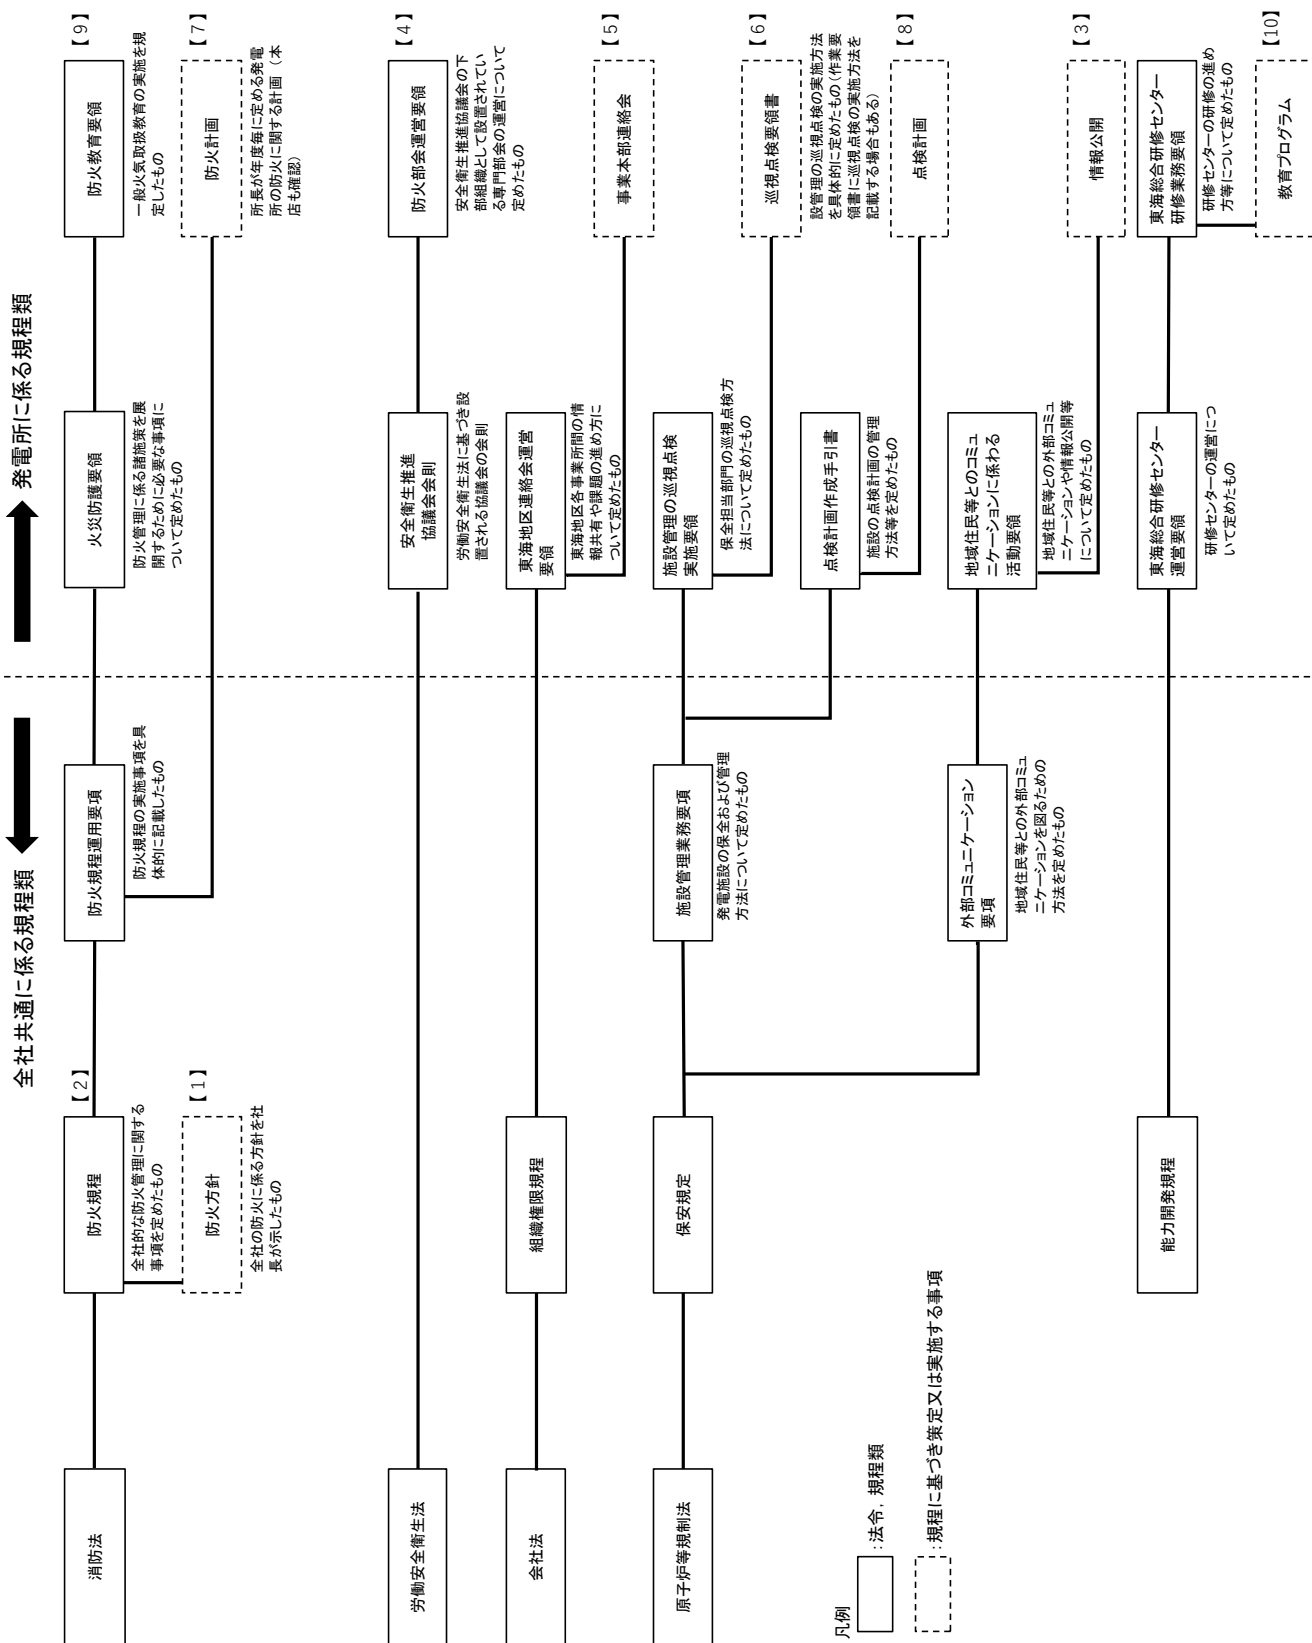 全社共通に係る規程類
発電所に係る規程類
消防法
防火規程
【2】
全社的な防火管理に関する
事項を定めたもの
防火方針
【1】
全社の防火に係る方針を社
長が示したもの
防火規程運用要項
防火規程の実施事項を具
体的に記載したもの
火災防護要領
防火管理に係る諸施策を展
開するために必要な事項に
ついて定めたもの
防火教育要領
【9】
一般火気取扱教育の実施を規
定したもの
防火計画
【7】
所長が年度毎に定める発電
所の防火に関する計画（本
店も確認）
労働安全衛生法
安全衛生推進
協議会会則
労働安全衛生法に基づき設
置される協議会の会則
防火部会運営要領
【4】
安全衛生推進協議会の下
部組織として設置されてい
る専門部会の運営について
定めたもの
会社法
組織権限規程
東海地区連絡会運営
要領
東海地区各事業所間の情
報共有や課題の進め方に
ついて定めたもの
事業本部連絡会
【5】
原子炉等規制法
保安規定
施設管理業務要項
発電施設の保全および管理
方法について定めたもの
施設管理の巡視点検
実施要領
保全担当部門の巡視点検方
法について定めたもの
巡視点検要領書
【6】
設管理の巡視点検の実施方法
を具体的に定めたもの（作業要
領書に巡視点検の実施方法を
記載する場合もある）
点検計画作成手引書
施設の点検計画の管理
方法等を定めたもの
点検計画
【8】
外部コミュニケーション
要項
地域住民等との外部コミュ
ニケーションを図るための
方法を定めたもの
地域住民等とのコミュ
ニケーションに係わる
活動要領
地域住民等との外部コミュ
ニケーションや情報公開等
について定めたもの
情報公開
【3】
能力開発規程
東海総合研修センター
運営要領
研修センターの運営につ
いて定めたもの
東海総合研修センター
研修業務要領
研修センターの研修の進め
方等について定めたもの
教育プログラム
【10】
凡例
：法令，規程類
：規程に基づき策定又は実施する事項